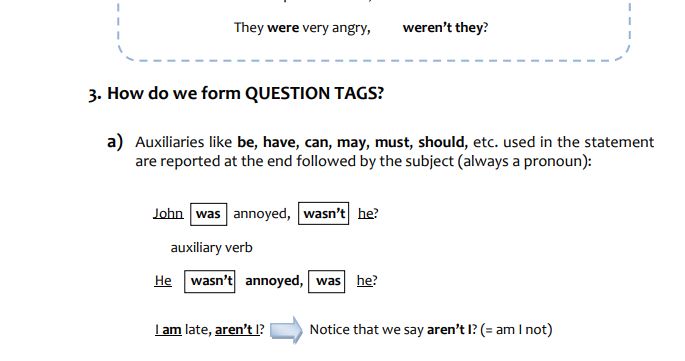 They were very angry, weren't they?
3. How do we form QUESTION TAGS?
a) Auxiliaries like be, have, can, may, must, should, etc. used in the statement
are reported at the end followed by the subject (always a pronoun):
John was annoyed, wasn't he?
auxiliary verb
He wasn't annoyed, was he?
I am late, aren't I? Notice that we say aren't I? (= am I not)